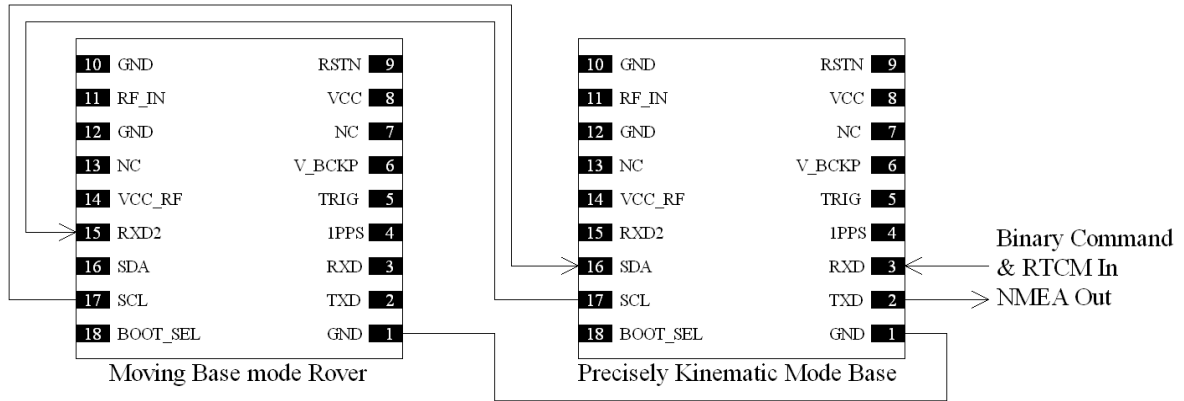 10 GND RSTN 9
11 RF_IN VCC 8
12 GND NC 7
13 NC V_BCKP 6
14 VCC_RF TRIG 5
15 RXD2 1PPS 4
16 SDA RXD 3
17 SCL TXD 2
18 BOOT_SEL GND 1
Moving Base mode Rover
10 GND RSTN 9
11 RF_IN VCC 8
12 GND NC 7
13 NC V_BCKP 6
14 VCC_RF TRIG 5
15 RXD2 1PPS 4
16 SDA RXD 3
17 SCL TXD 2
18 BOOT_SEL GND 1
Precisely Kinematic Mode Base
Binary Command
& RTCM In
NMEA Out